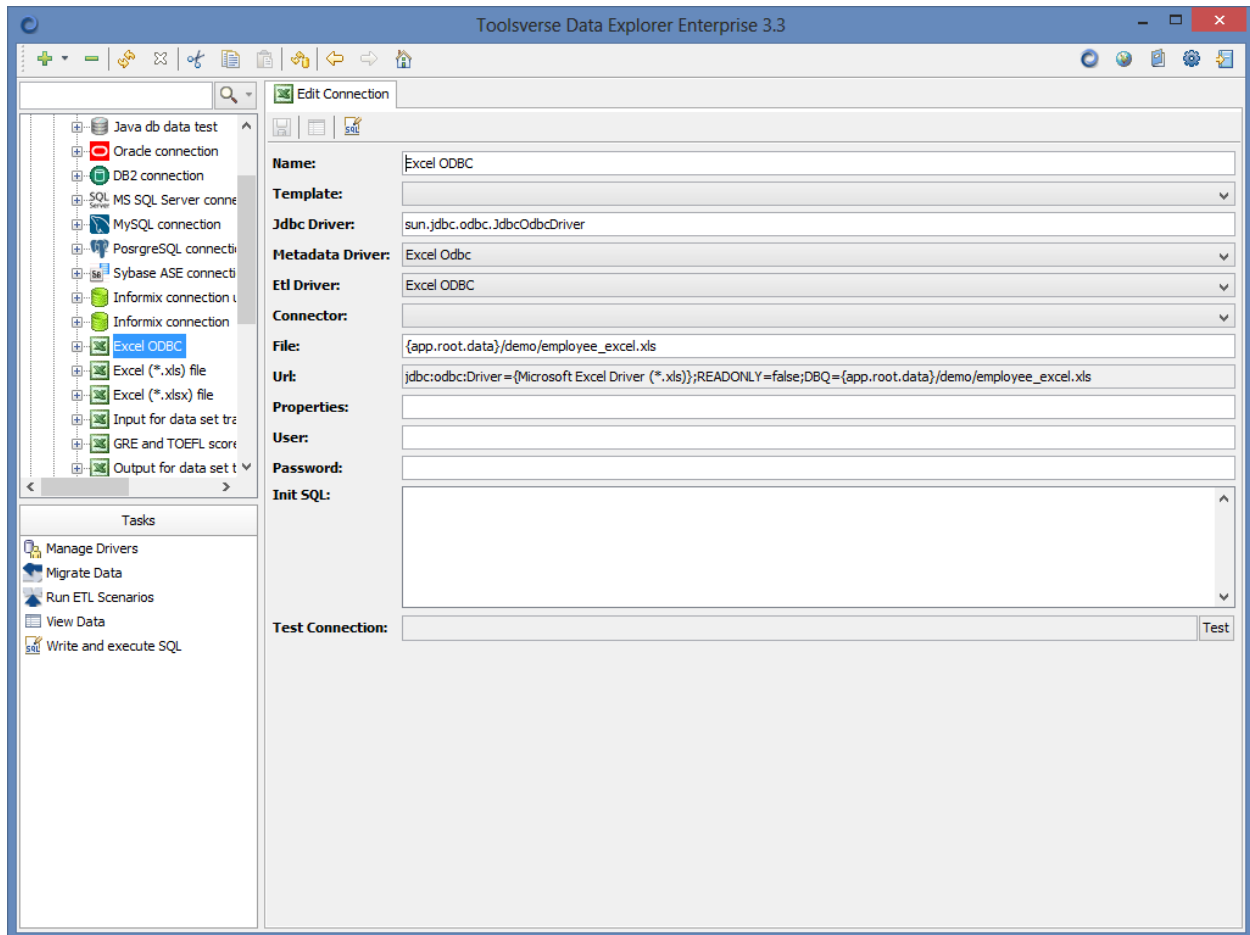 Toolsverse Data Explorer Enterprise 3.3
Edit Connection
Java db data test
Oracle connection
DB2 connection
SQL Server MS SQL Server conne
MySQL connection
PosrgreSQL connecti
Sybase ASE connecti
Informix connection u
Informix connection
Excel ODBC
Excel (*.xls) file
Excel (*.xlsx) file
Input for data set tra
GRE and TOEFL score
Output for data set t
Tasks
Manage Drivers
Migrate Data
Run ETL Scenarios
View Data
SQL Write and execute SQL
SQL
Name: Excel ODBC
Template:
Jdbc Driver: sun.jdbc.odbc.JdbcOdbcDriver
Metadata Driver: Excel Odbc
Etl Driver: Excel ODBC
Connector:
File: {app.root.data}/demo/employee_excel.xls
Url: jdbc:odbc:Driver={Microsoft Excel Driver (*.xls)};READONLY=false;DBQ={app.root.data}/demo/employee_excel.xls
Properties:
User:
Password:
Init SQL:
Test Connection: Test